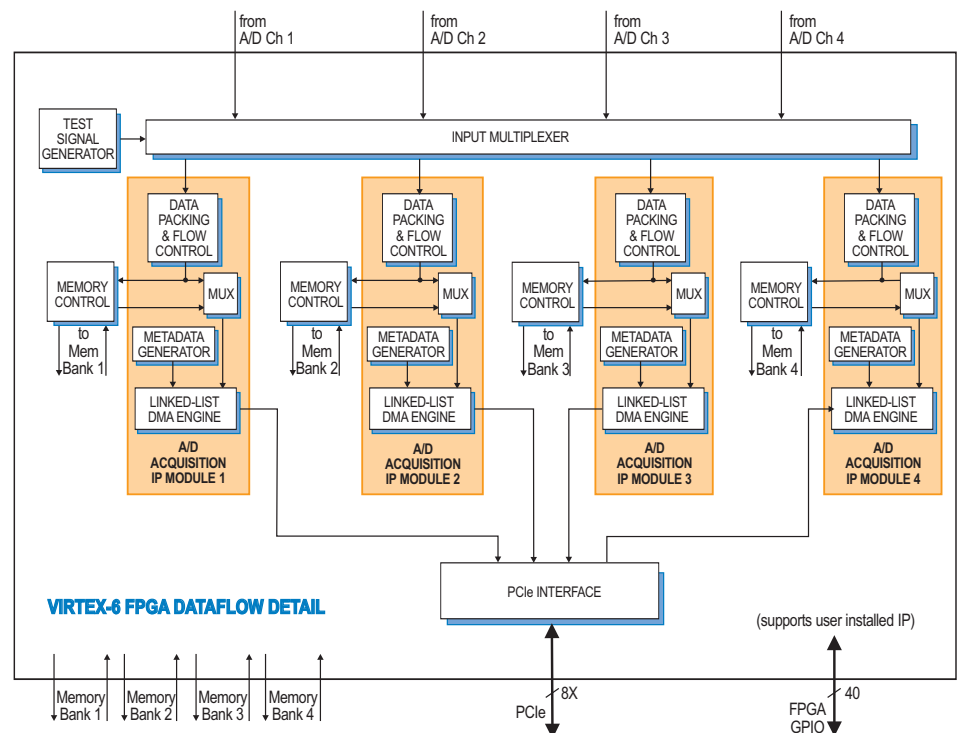 from
A/D Ch 1
from
A/D Ch 2
from
A/D Ch 3
from
A/D Ch 4
TEST
SIGNAL
GENERATOR
INPUT MULTIPLEXER
DATA
PACKING
& FLOW
CONTROL
MEMORY
CONTROL
MUX
to
Mem
Bank 1
METADATA
GENERATOR
LINKED-LIST
DMA ENGINE
A/D
ACQUISITION
IP MODULE 1
DATA
PACKING
& FLOW
CONTROL
MEMORY
CONTROL
MUX
to
Mem
Bank 2
METADATA
GENERATOR
LINKED-LIST
DMA ENGINE
A/D
ACQUISITION
IP MODULE 2
DATA
PACKING
& FLOW
CONTROL
MEMORY
CONTROL
MUX
to
Mem
Bank 3
METADATA
GENERATOR
LINKED-LIST
DMA ENGINE
A/D
ACQUISITION
IP MODULE 3
DATA
PACKING
& FLOW
CONTROL
MEMORY
CONTROL
MUX
to
Mem
Bank 4
METADATA
GENERATOR
LINKED-LIST
DMA ENGINE
A/D
ACQUISITION
IP MODULE 4
PCIe INTERFACE
VIRTEX-6 FPGA DATAFLOW DETAIL
(supports user installed IP)
Memory
Bank 1
Memory
Bank 2
Memory
Bank 3
Memory
Bank 4
8X
PCIe
40
FPGA
GPIO